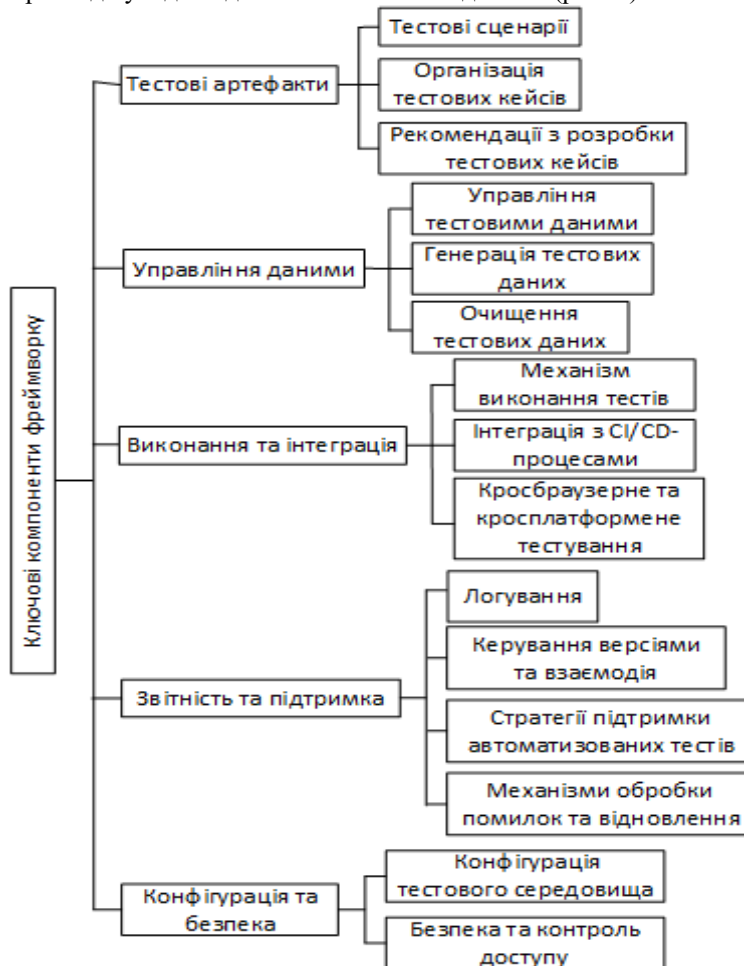 Ключові компоненти фреймворку
Тестові артефакти
Тестові сценарії
Організація
тестових кейсів
Рекомендації з розробки
тестових кейсів
Управління даними
Управління
тестовими даними
Генерація тестових
даних
Очищення
тестових даних
Виконання та інтеграція
Механізм
виконання тестів
Інтеграція з CI/CD-
процесами
Кросбраузерне та
кросплатформене
тестування
Звітність та підтримка
Логування
Керування версіями
та взаємодія
Стратегії підтримки
автоматизованих тестів
Механізми обробки
помилок та відновлення
Конфігурація та
безпека
Конфігурація
тестового середовища
Безпека та контроль
доступу